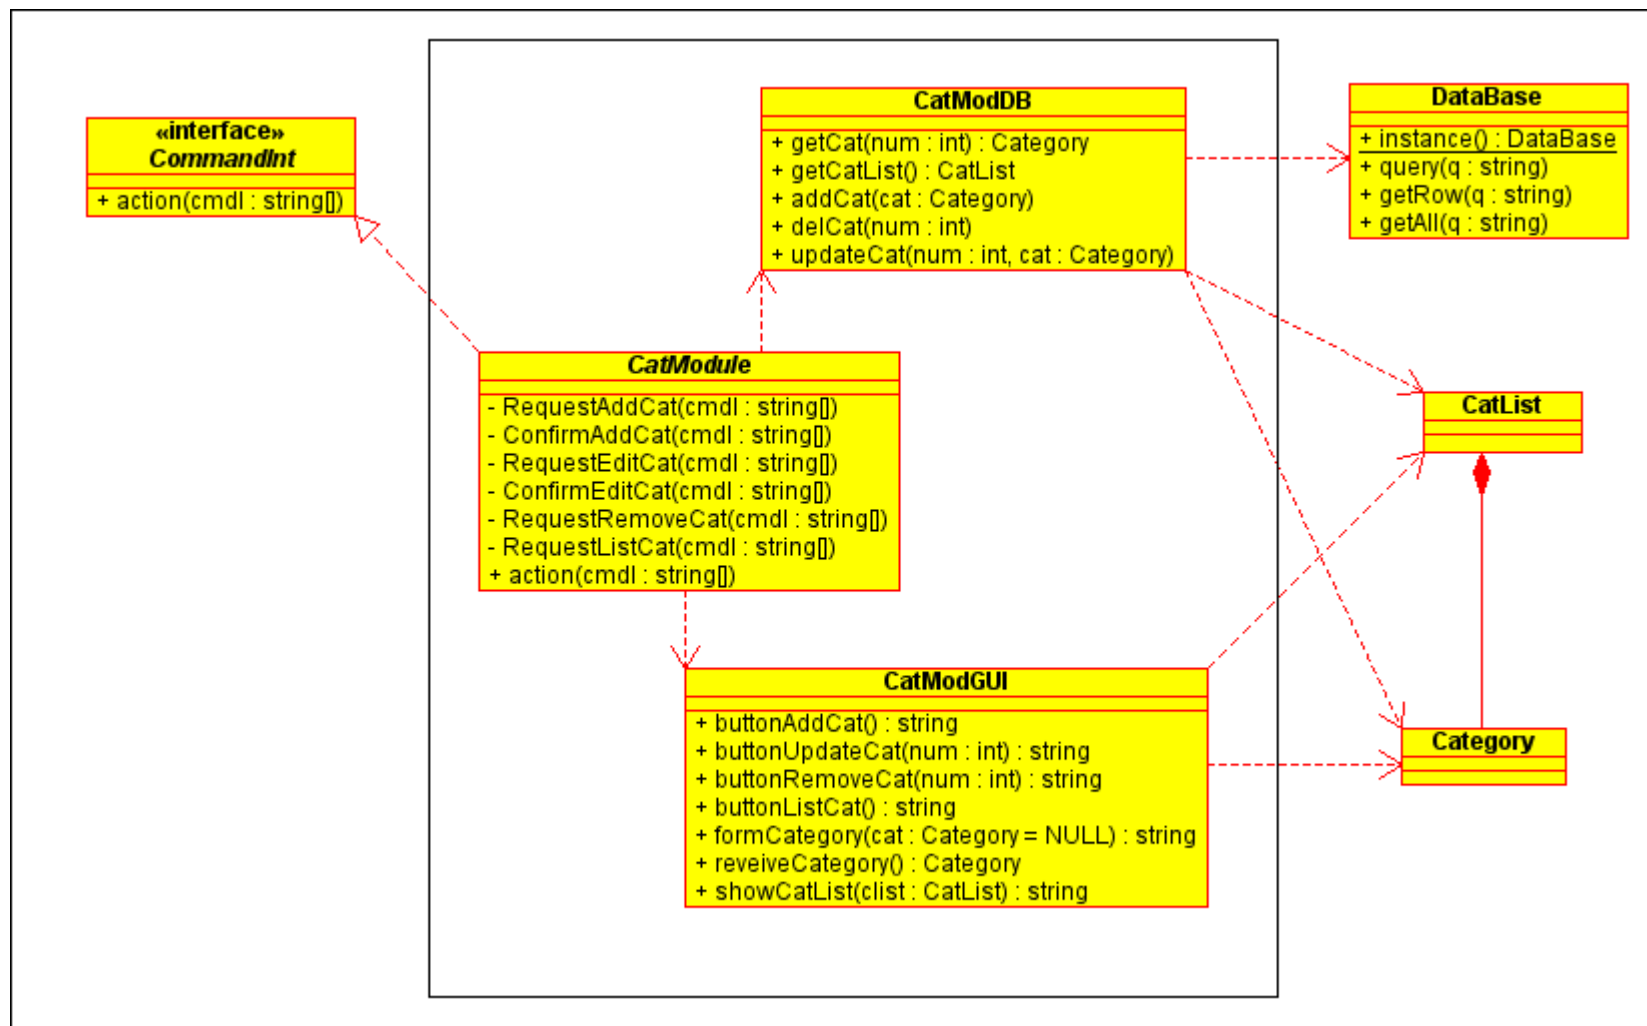 «interface»
CommandInt
+ action(cmdl : string[])
CatModDB
+ getCat(num : int) : Category
+ getCatList() : CatList
+ addCat(cat : Category)
+ delCat(num : int)
+ updateCat(num : int, cat : Category)
DataBase
+ instance() : DataBase
+ query(q : string)
+ getRow(q : string)
+ getAll(q : string)
CatModule
- RequestAddCat(cmdl : string[])
- ConfirmAddCat(cmdl : string[])
- RequestEditCat(cmdl : string[])
- ConfirmEditCat(cmdl : string[])
- RequestRemoveCat(cmdl : string[])
- RequestListCat(cmdl : string[])
+ action(cmdl : string[])
CatList
CatModGUI
+ buttonAddCat() : string
+ buttonUpdateCat(num : int) : string
+ buttonRemoveCat(num : int) : string
+ buttonListCat() : string
+ formCategory(cat : Category = NULL) : string
+ reveiveCategory() : Category
+ showCatList(clist : CatList) : string
Category